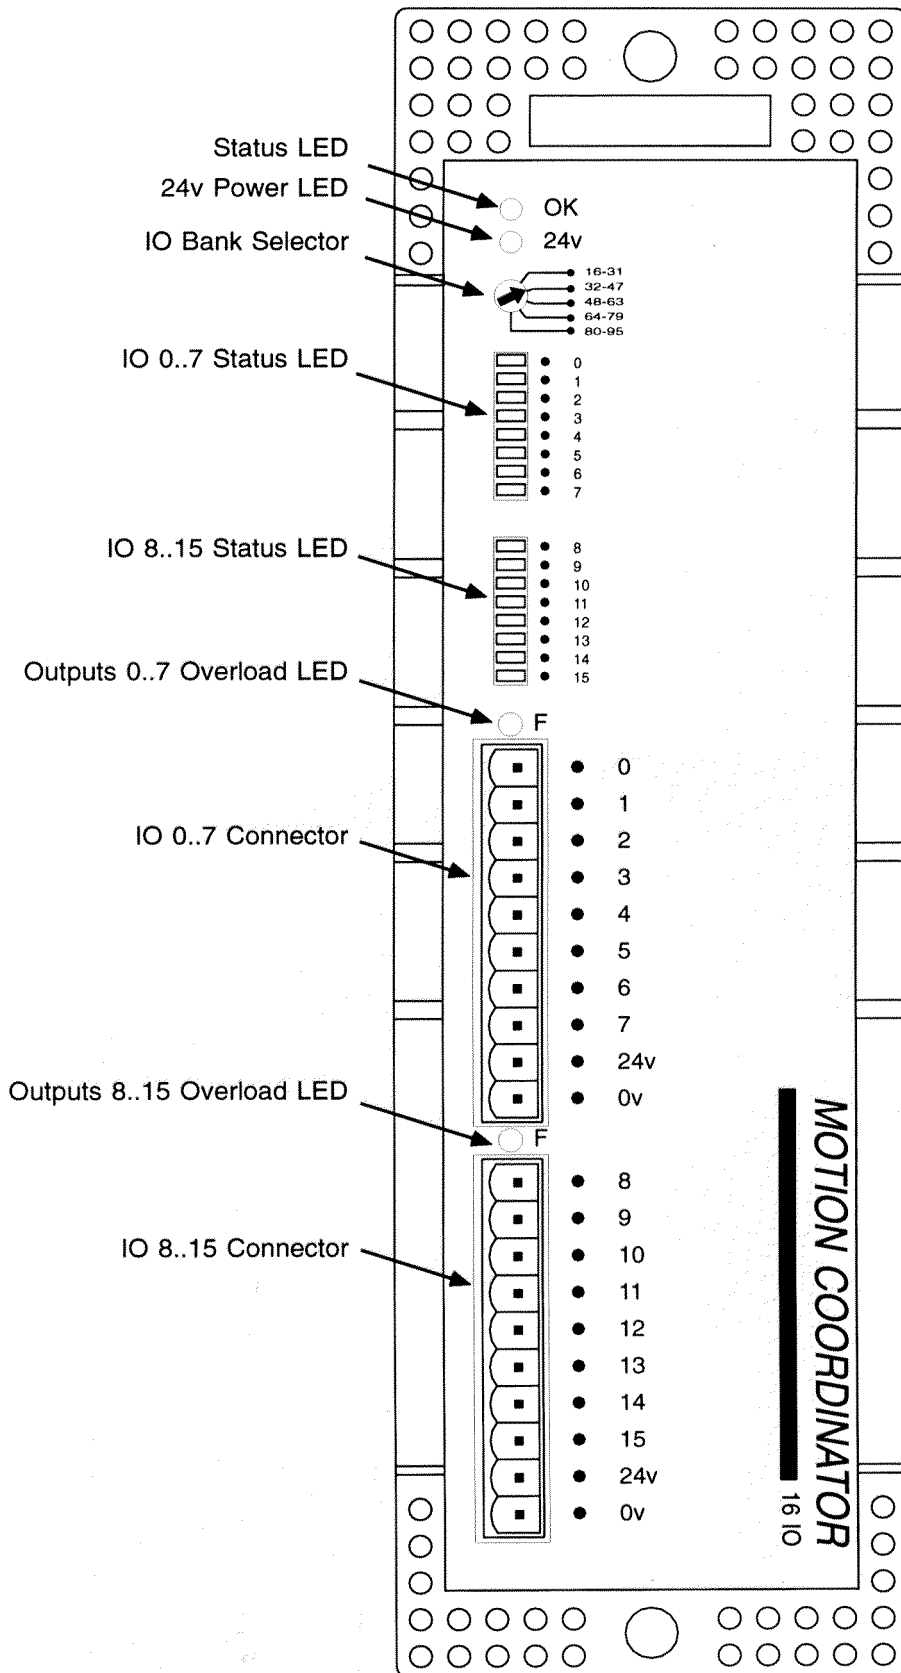 Status LED
24v Power LED
IO Bank Selector
IO 0..7 Status LED
IO 8..15 Status LED
Outputs 0..7 Overload LED
IO 0..7 Connector
Outputs 8..15 Overload LED
IO 8..15 Connector
OK
24v
16-31
32-47
48-63
64-79
80-95
0
1
2
3
4
5
6
7
8
9
10
11
12
13
14
15
F
0
1
2
3
4
5
6
7
24v
0v
F
8
9
10
11
12
13
14
15
24v
0v
MOTION COORDINATOR
16 IO